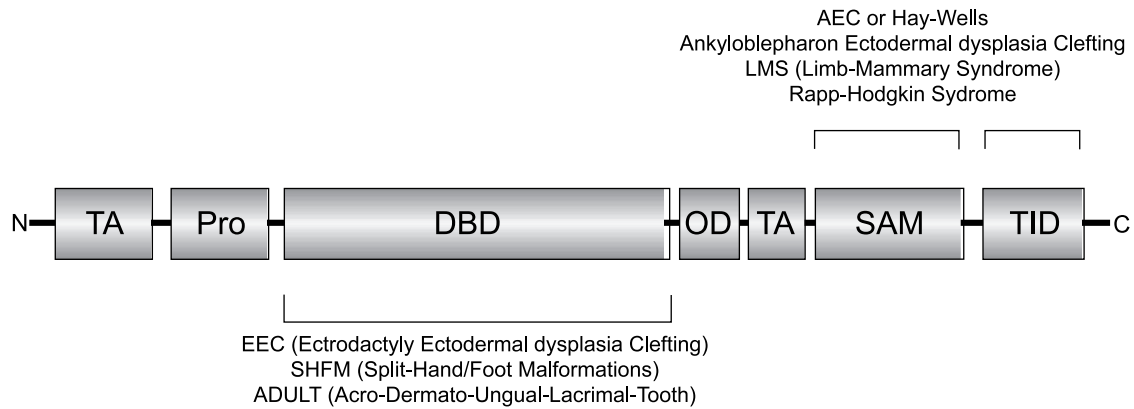 AEC or Hay-Wells
Ankyloblepharon Ectodermal dysplasia Clefting
LMS (Limb-Mammary Syndrome)
Rapp-Hodgkin Sydrome
N TA Pro DBD OD TA SAM TID C
EEC (Ectrodactyly Ectodermal dysplasia Clefting)
SHFM (Split-Hand/Foot Malformations)
ADULT (Acro-Dermato-Ungual-Lacrimal-Tooth)